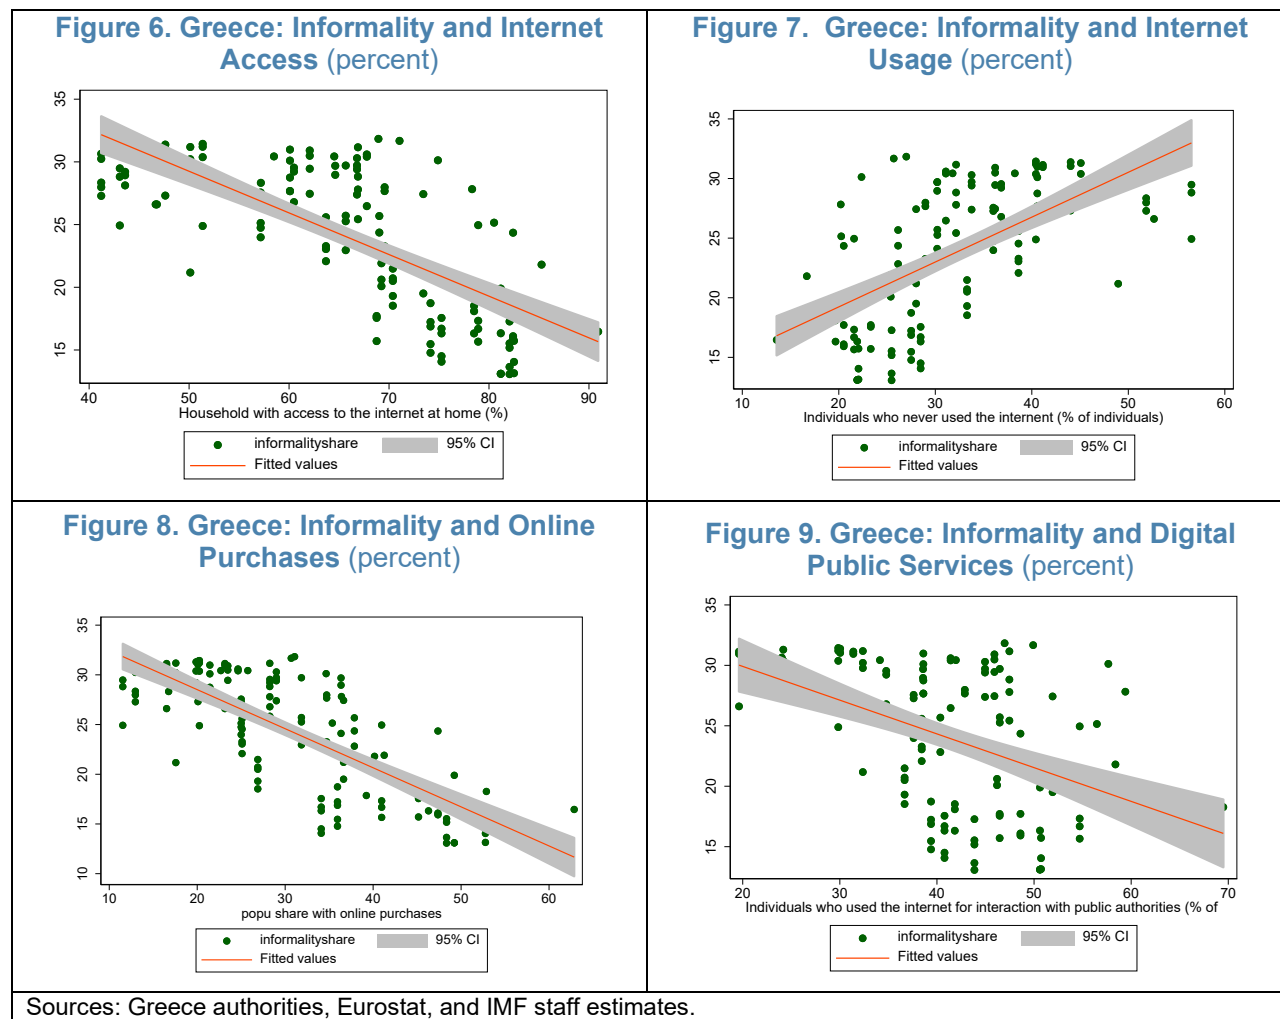 Figure 6. Greece: Informality and Internet
Access (percent)
35
30
25
20
15
40
50
60
70
80
90
Household with access to the internet at home (%)
informalityshare
95% CI
Fitted values
Figure 7. Greece: Informality and Internet
Usage (percent)
35
30
25
20
15
10
20
30
40
50
60
Individuals who never used the internent (% of individuals)
informalityshare
95% CI
Fitted values
Figure 8. Greece: Informality and Online
Purchases (percent)
35
30
25
20
15
10
10
20
30
40
50
60
popu share with online purchases
informalityshare
95% CI
Fitted values
Figure 9. Greece: Informality and Digital
Public Services (percent)
35
30
25
20
15
20
30
40
50
60
70
Individuals who used the internet for interaction with public authorities (% of
informalityshare
95% CI
Fitted values
Sources: Greece authorities, Eurostat, and IMF staff estimates.